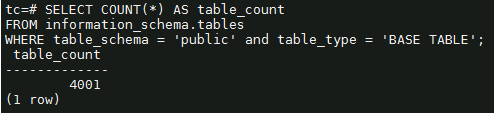 tc=# SELECT COUNT(*) AS table_count
FROM information_schema.tables
WHERE table_schema = 'public' and table_type = 'BASE TABLE';
 table_count
-------------
        4001
(1 row)